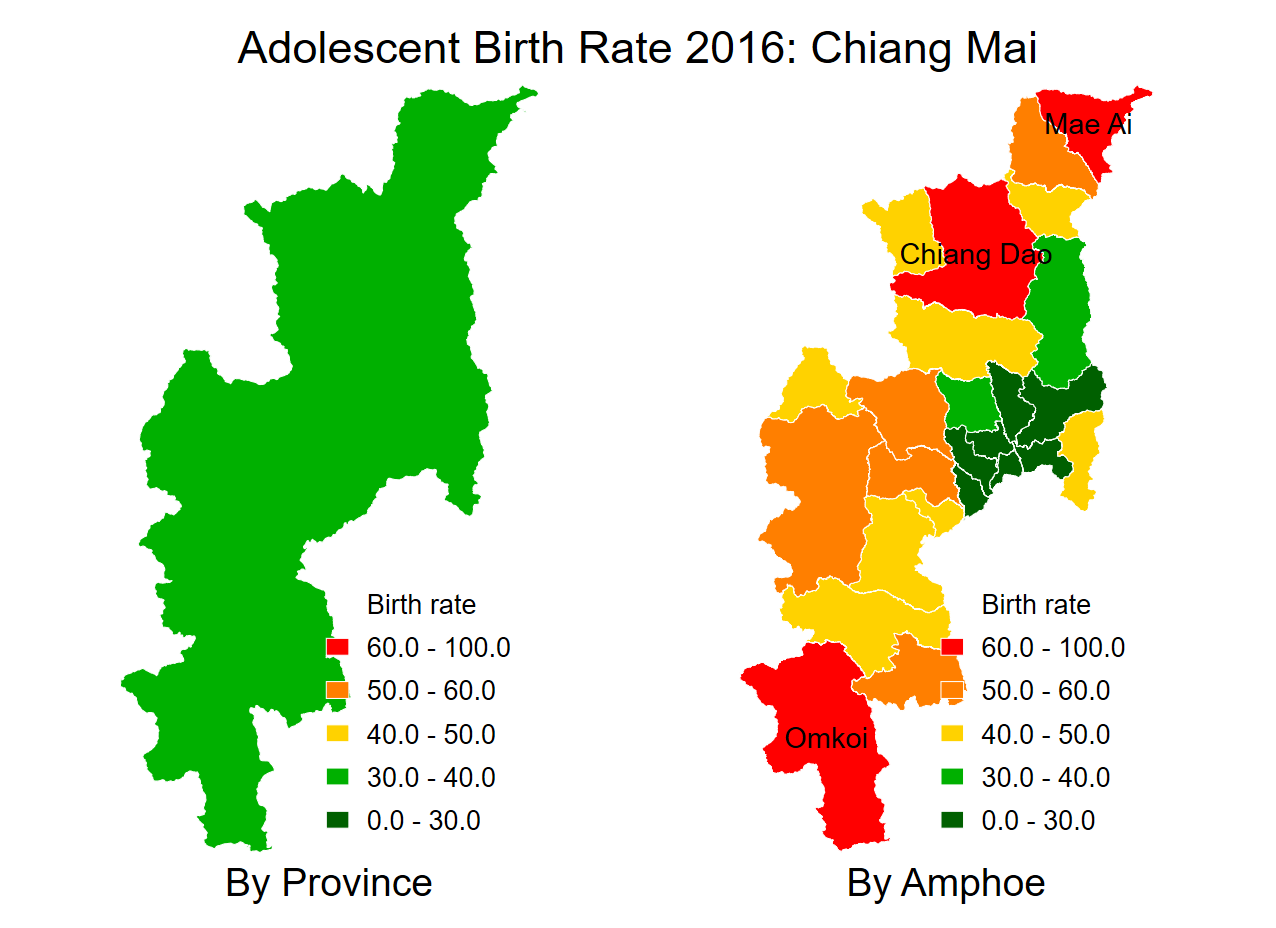 Adolescent Birth Rate 2016: Chiang Mai
Mae Ai
Chiang Dao
Omkoi
Birth rate
60.0 - 100.0
50.0 - 60.0
40.0 - 50.0
30.0 - 40.0
0.0 - 30.0
Birth rate
60.0 - 100.0
50.0 - 60.0
40.0 - 50.0
30.0 - 40.0
0.0 - 30.0
By Province
By Amphoe